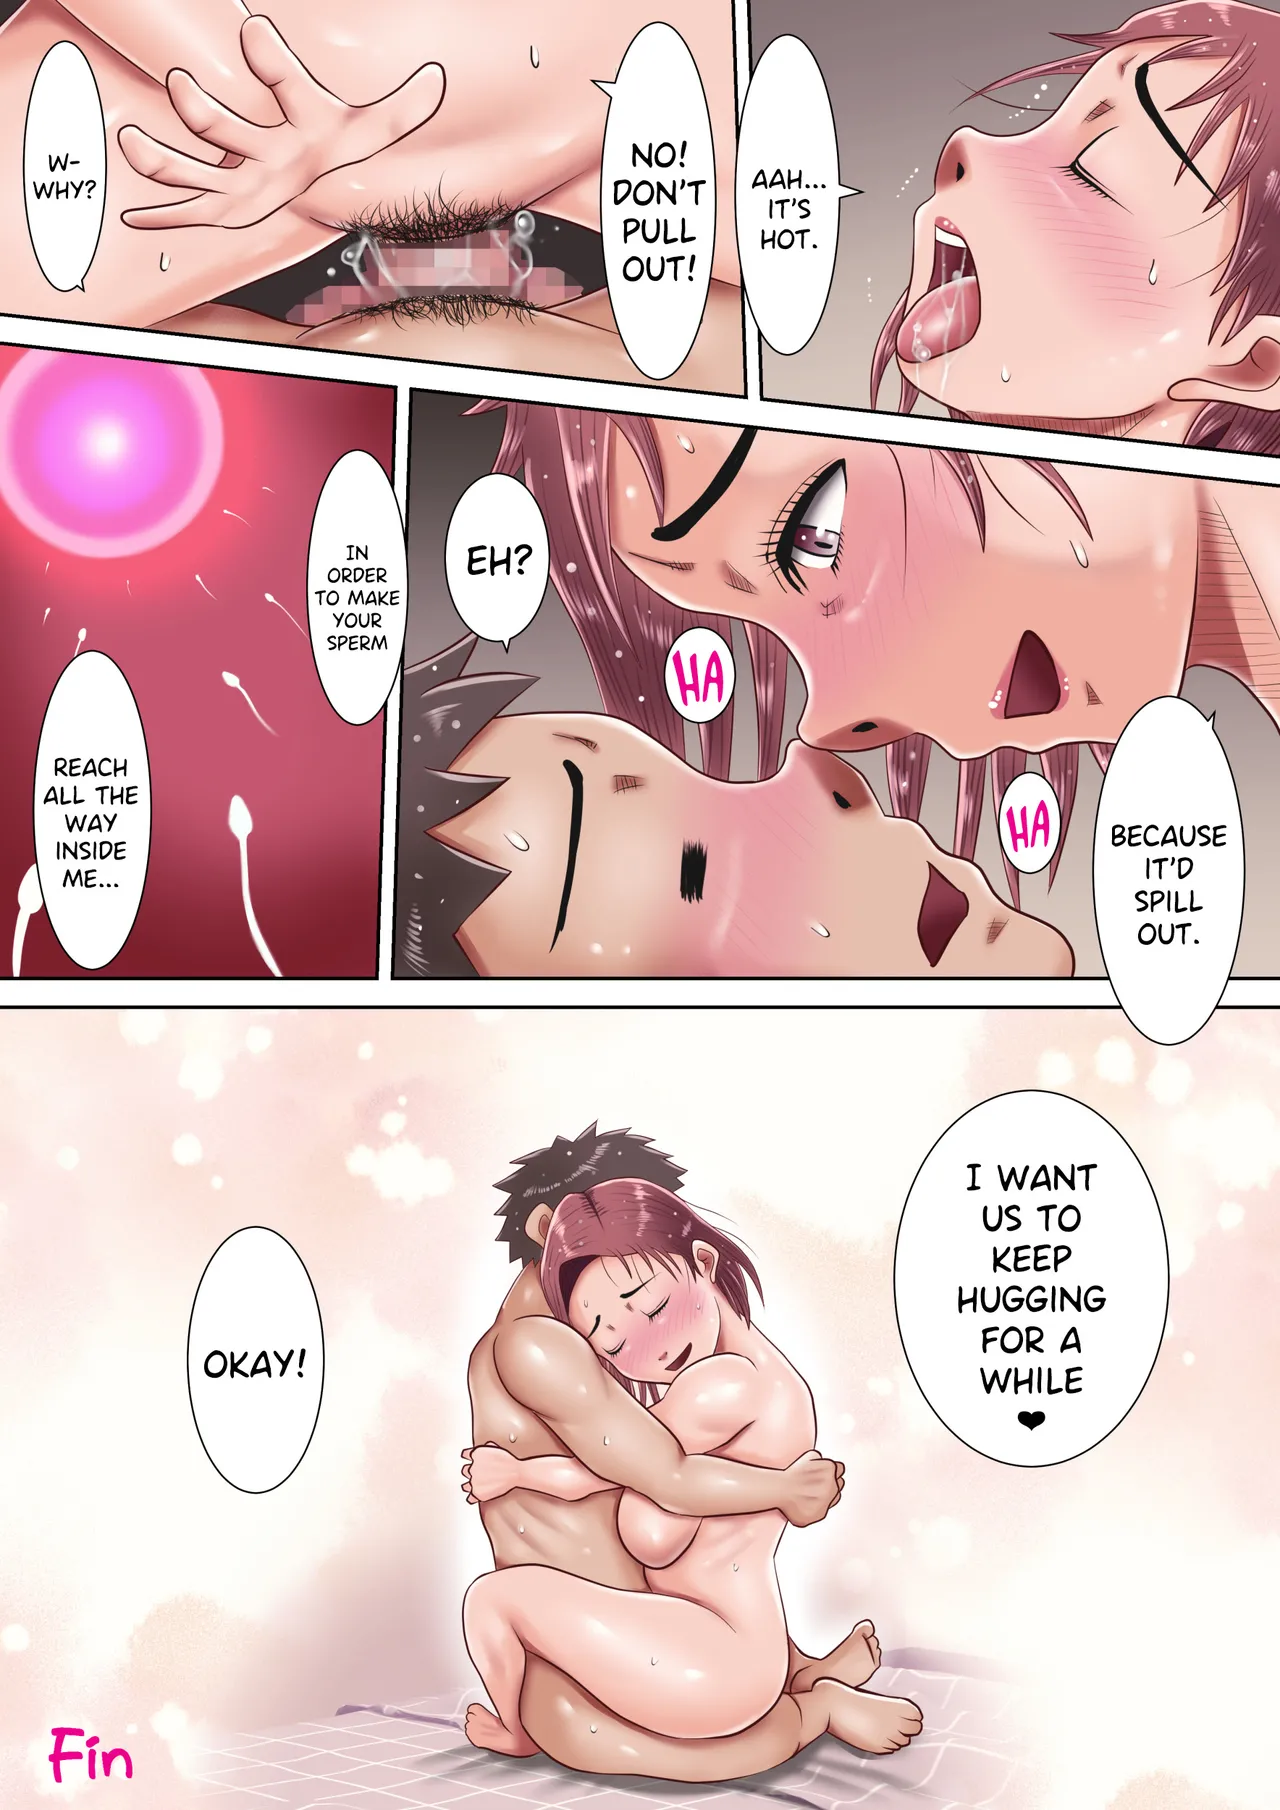 AAH...
IT'S
HOT.
NO!
DON'T
PULL
OUT!
W-
WHY?
BECAUSE
IT'D
SPILL
OUT.
HA
HA
EH?
IN
ORDER
TO MAKE
YOUR
SPERM
REACH
ALL THE
WAY
INSIDE
ME...
I WANT
US TO
KEEP
HUGGING
FOR A
WHILE
♥
OKAY!
Fin